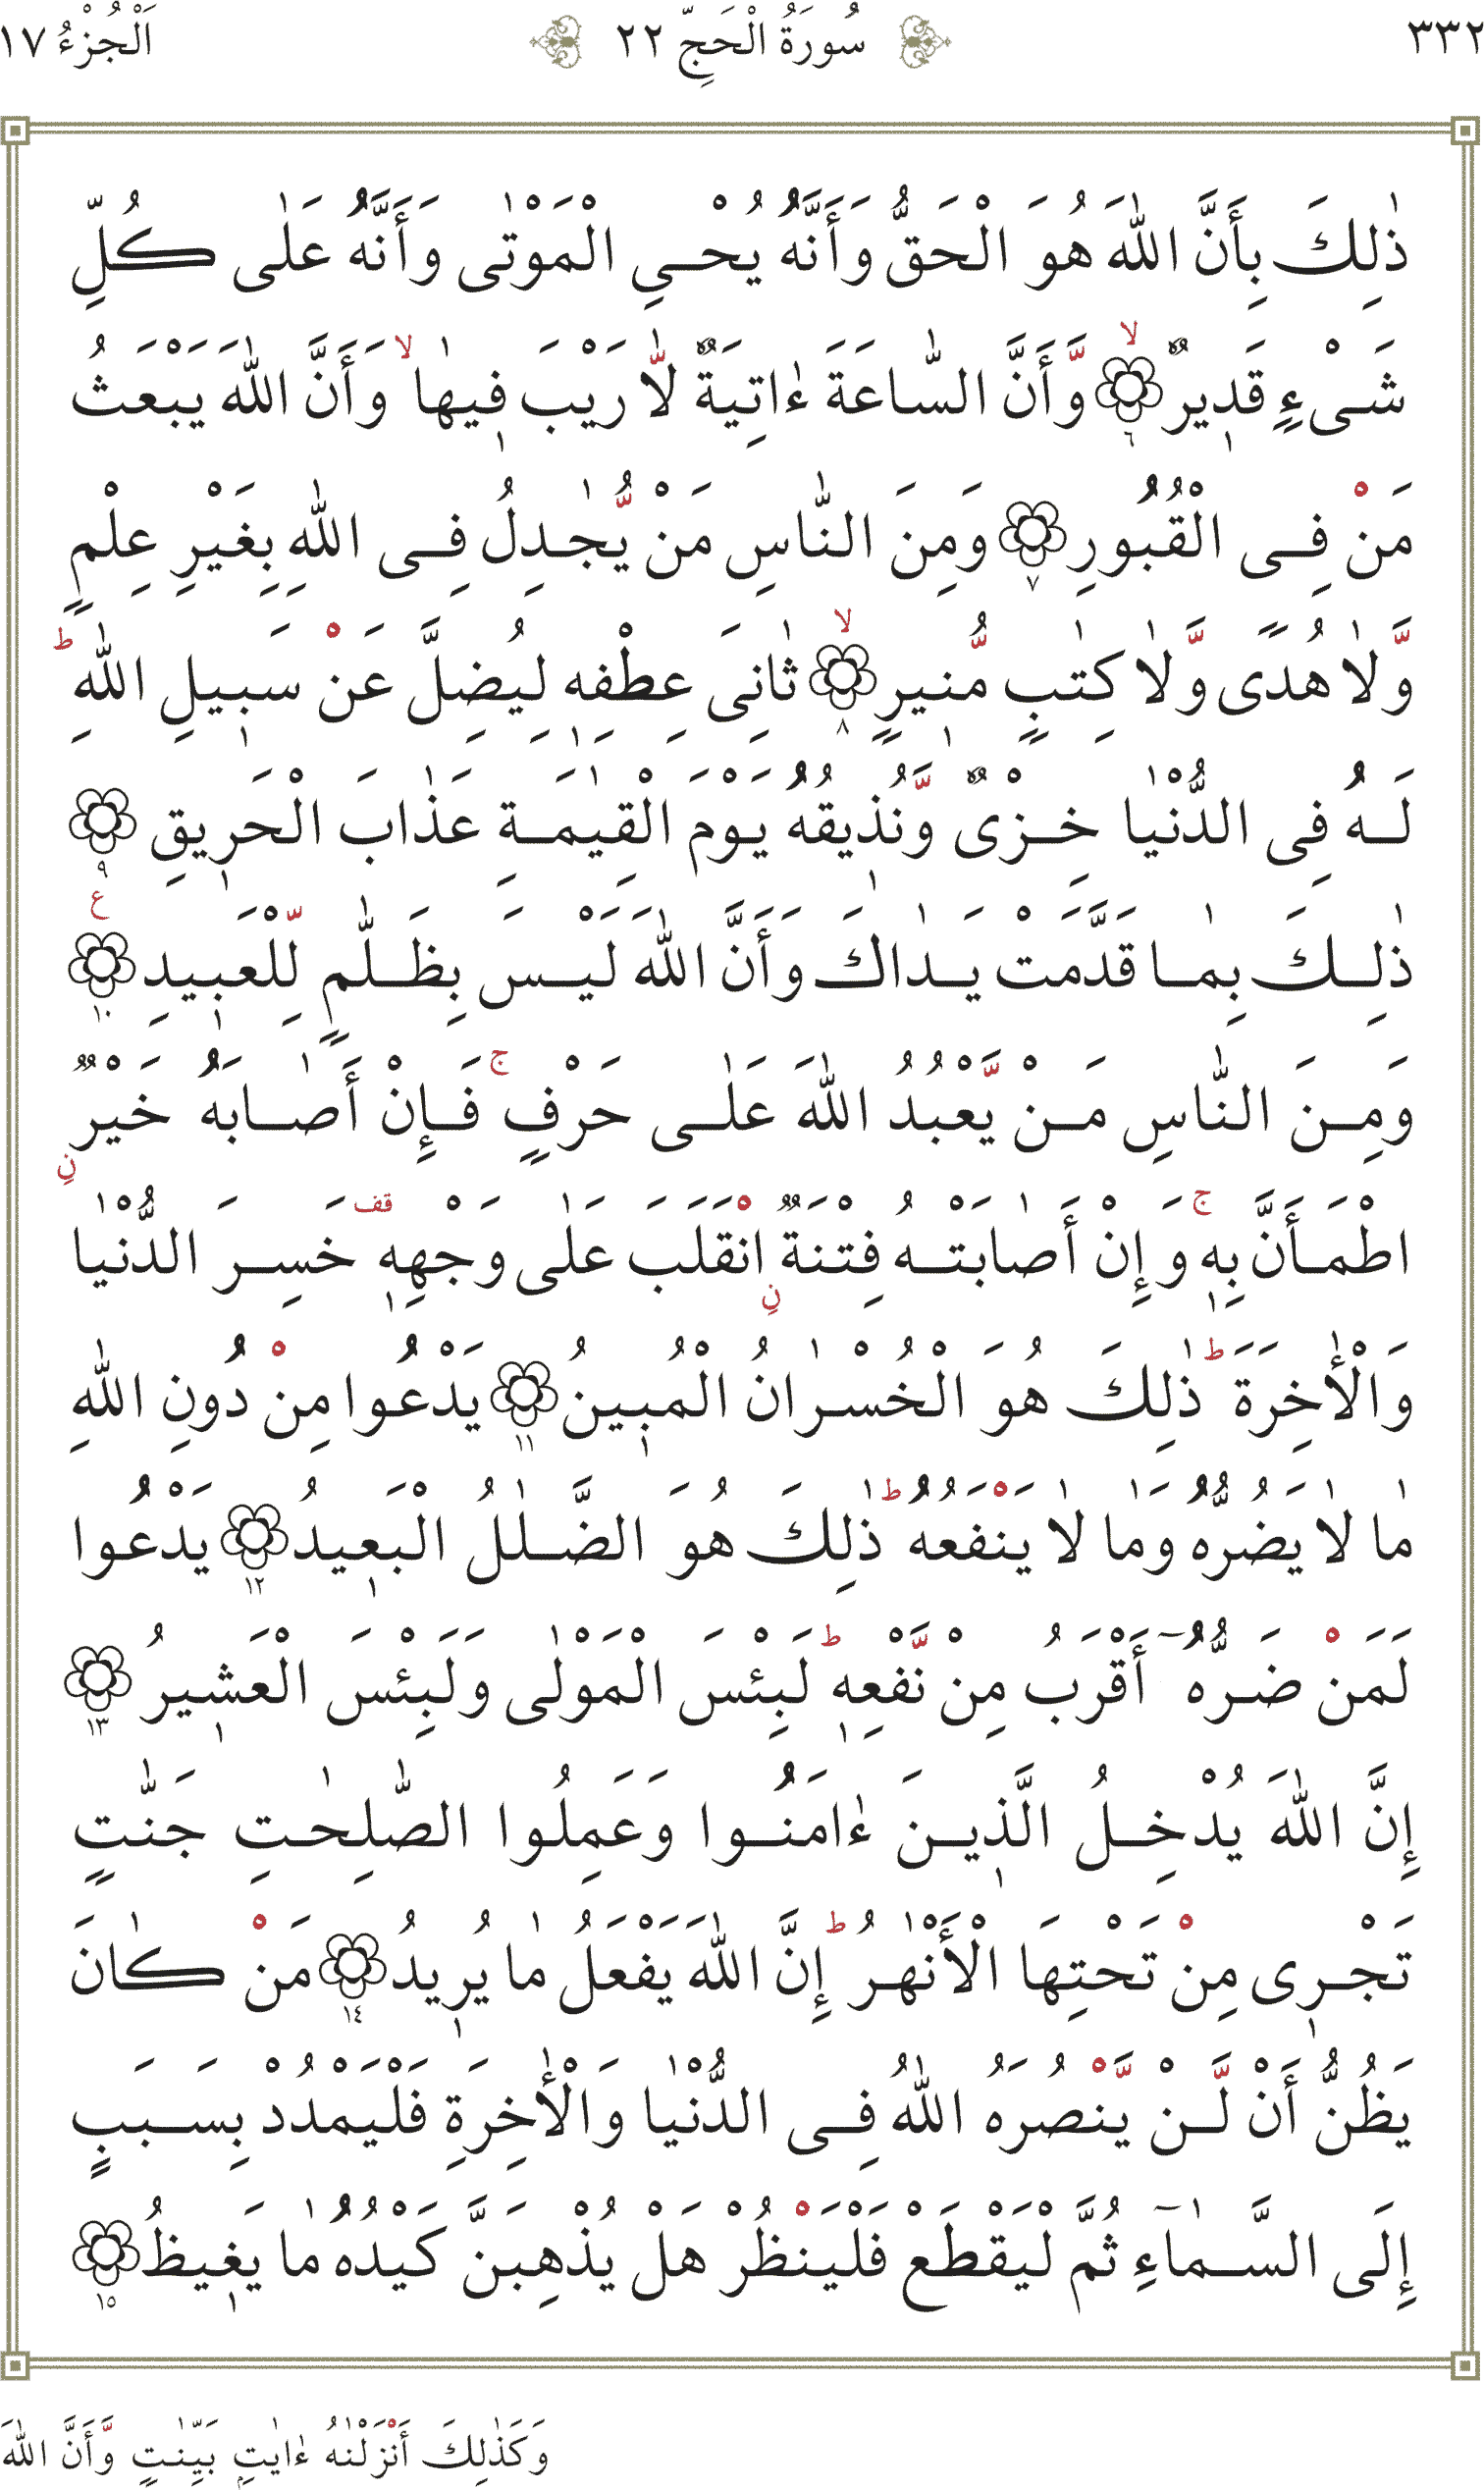 ٣٣٢ سُورَةُ الْحَجِّ ٢٢ اَلْجُزْءُ ١٧
ذٰلِكَ بِأَنَّ اللّٰهَ هُوَ الْحَقُّ وَأَنَّهُ يُحْيِ الْمَوْتٰى وَأَنَّهُ عَلٰى كُلِّ
شَىْءٍ قَدِيرٌ ٦ لا وَّأَنَّ السَّاعَةَ ءَٰاتِيَةٌ لَّا رَيْبَ فِيهَا لا وَأَنَّ اللّٰهَ يَبْعَثُ
مَنْ فِى الْقُبُورِ ٧ وَمِنَ النَّاسِ مَنْ يُّجٰدِلُ فِى اللّٰهِ بِغَيْرِ عِلْمٍ
وَّلَا هُدًى وَّلَا كِتٰبٍ مُّنِيرٍ ٨ لا ثَانِىَ عِطْفِهٖ لِيُضِلَّ عَنْ سَبِيلِ اللّٰهِ ط
لَهُ فِى الدُّنْيَا خِزْىٌ وَّنُذِيقُهُ يَوْمَ الْقِيٰمَةِ عَذَابَ الْحَرِيقِ ٩
ذٰلِكَ بِمَا قَدَّمَتْ يَدَاكَ وَأَنَّ اللّٰهَ لَيْسَ بِظَلّٰمٍ لِّلْعَبِيدِ ١٠ ع
وَمِنَ النَّاسِ مَنْ يَّعْبُدُ اللّٰهَ عَلٰى حَرْفٍ ج فَإِنْ أَصَابَهُ خَيْرٌ نِ
اطْمَأَنَّ بِهٖ ج وَإِنْ أَصَابَتْهُ فِتْنَةٌ نِ انْقَلَبَ عَلٰى وَجْهِهٖ قف خَسِرَ الدُّنْيَا
وَالْأٰخِرَةَ ط ذٰلِكَ هُوَ الْخُسْرَانُ الْمُبِينُ ١١ يَدْعُوا مِنْ دُونِ اللّٰهِ
مَا لَا يَضُرُّهُ وَمَا لَا يَنْفَعُهُ ط ذٰلِكَ هُوَ الضَّلٰلُ الْبَعِيدُ ١٢ يَدْعُوا
لَمَنْ ضَرُّهُٓ أَقْرَبُ مِنْ نَّفْعِهٖ ط لَبِئْسَ الْمَوْلٰى وَلَبِئْسَ الْعَشِيرُ ١٣
إِنَّ اللّٰهَ يُدْخِلُ الَّذِينَ ءَٰامَنُوا وَعَمِلُوا الصّٰلِحٰتِ جَنّٰتٍ
تَجْرِى مِنْ تَحْتِهَا الْأَنْهٰرُ ط إِنَّ اللّٰهَ يَفْعَلُ مَا يُرِيدُ ١٤ مَنْ كَانَ
يَظُنُّ أَنْ لَّنْ يَّنْصُرَهُ اللّٰهُ فِى الدُّنْيَا وَالْأٰخِرَةِ فَلْيَمْدُدْ بِسَبَبٍ
إِلَى السَّمَآءِ ثُمَّ لْيَقْطَعْ فَلْيَنْظُرْ هَلْ يُذْهِبَنَّ كَيْدُهُ مَا يَغِيظُ ١٥
وَكَذٰلِكَ أَنْزَلْنٰهُ ءَٰايٰتٍ بَيِّنٰتٍ وَّأَنَّ اللّٰهَ